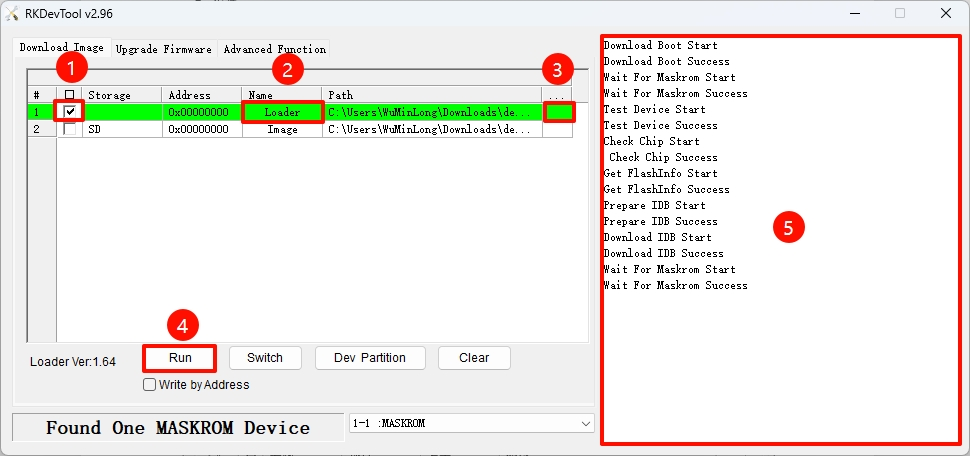 RKDevTool v2.96
Download Image Upgrade Firmware Advanced Function
1 2 3
# Storage Address Name Path ...
1 0x00000000 Loader C:\Users\WuMinLong\Downloads\de...
2 SD 0x00000000 Image C:\Users\WuMinLong\Downloads\de...
4
Loader Ver:1.64 Run Switch Dev Partition Clear
Write by Address
Found One MASKROM Device 1-1 :MASKROM
Download Boot Start
Download Boot Success
Wait For Maskrom Start
Wait For Maskrom Success
Test Device Start
Test Device Success
Check Chip Start
Check Chip Success
Get FlashInfo Start
Get FlashInfo Success
Prepare IDB Start
Prepare IDB Success
Download IDB Start
Download IDB Success
Wait For Maskrom Start
Wait For Maskrom Success
5